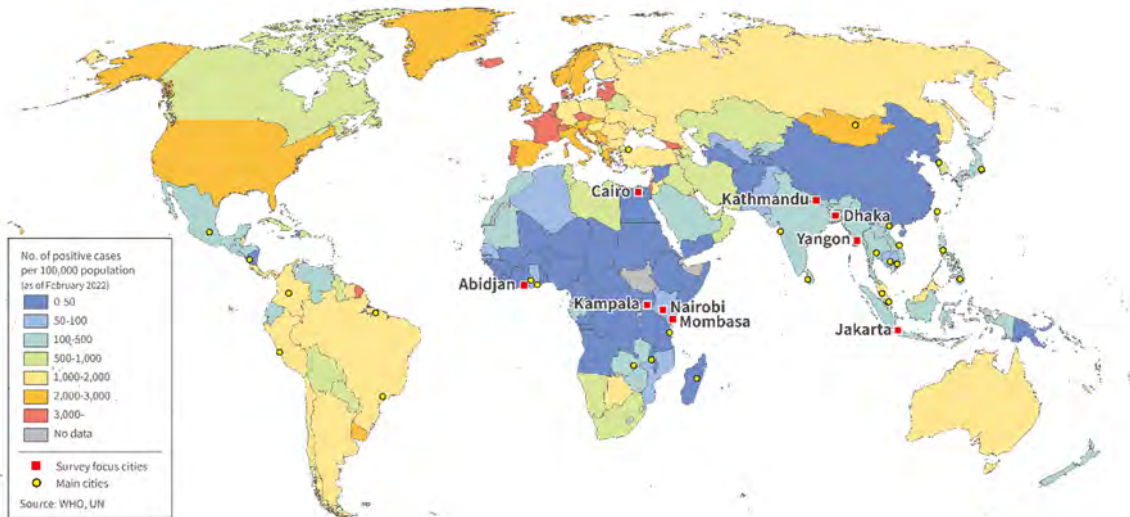 Cairo
Kathmandu
Dhaka
Yangon
Abidjan
Kampala
Nairobi
Mombasa
Jakarta
No. of positive cases
per 100,000 population
(as of February 2022)
0-50
50-100
100-500
500-1,000
1,000-2,000
2,000-3,000
3,000-
No data
Survey focus cities
Main cities
Source: WHO, UN